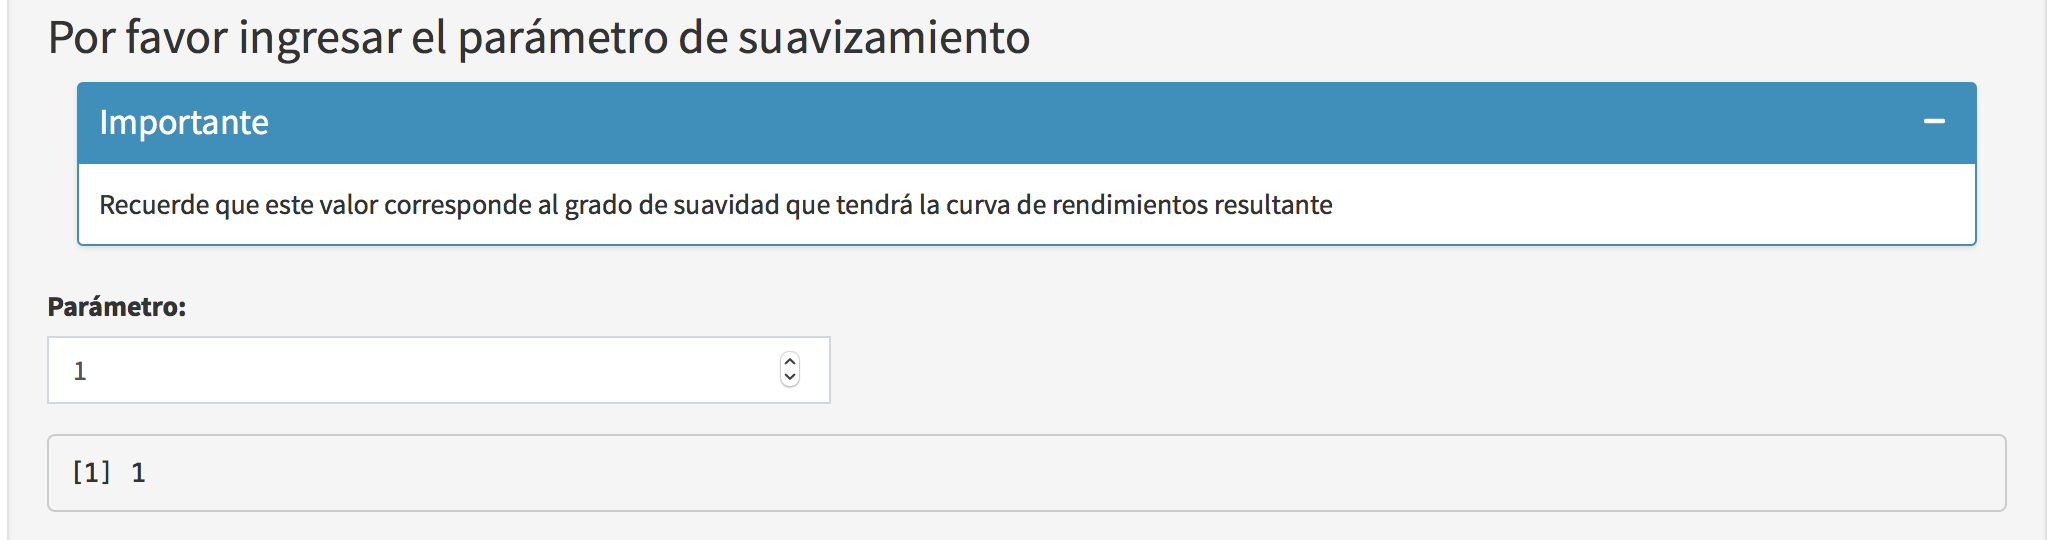 Por favor ingresar el parámetro de suavizamiento
Importante
Recuerde que este valor corresponde al grado de suavidad que tendrá la curva de rendimientos resultante
Parámetro:
1
[1] 1